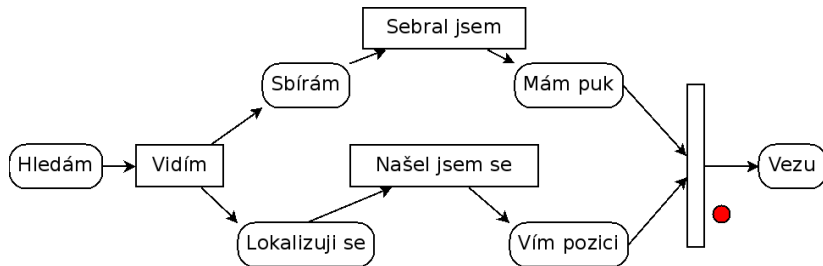 Sebral jsem
Sbírám
Mám puk
Hledám
Vidím
Našel jsem se
Vezu
Lokalizuji se
Vím pozici